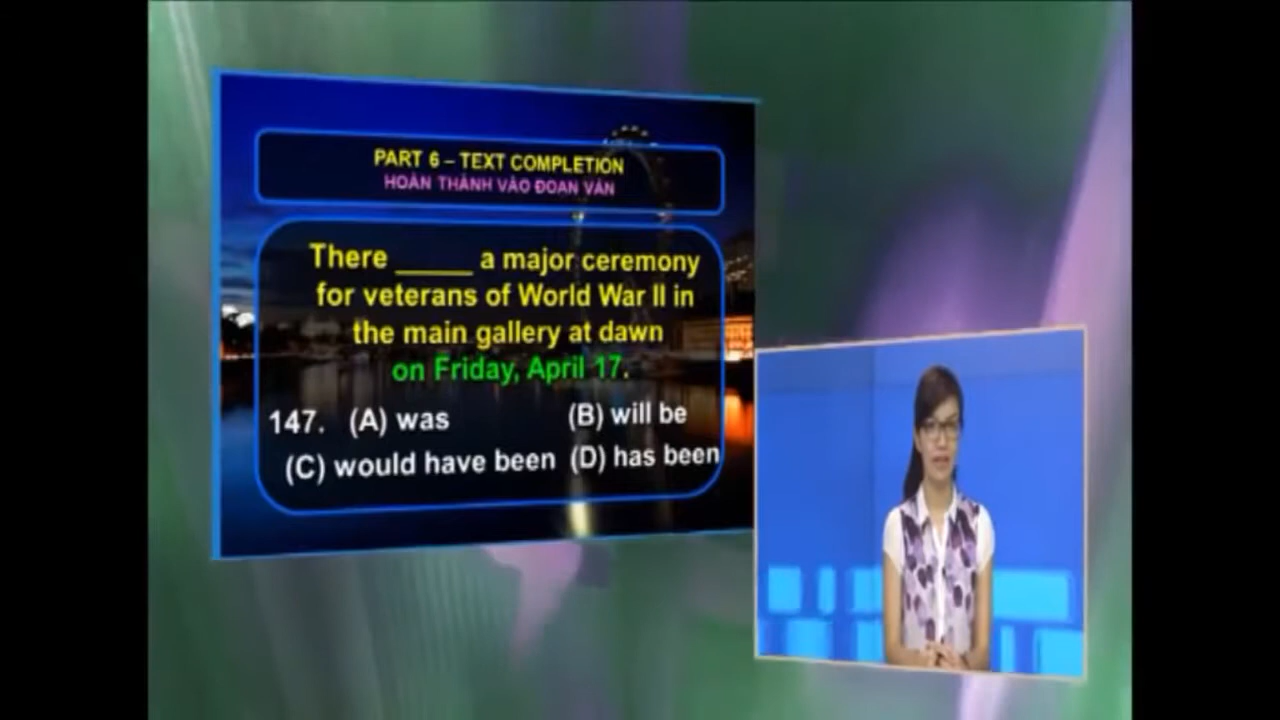 PART 6 – TEXT COMPLETION
HOÀN THÀNH VÀO ĐOẠN VĂN
There _____ a major ceremony
for veterans of World War II in
the main gallery at dawn
on Friday, April 17.
147. (A) was (B) will be
(C) would have been (D) has been